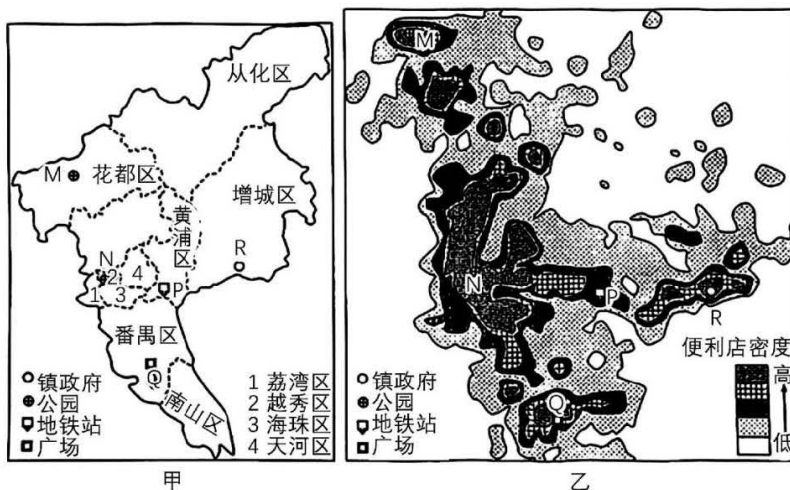 从化区
M
花都区
增城区
黄浦区
N
R
2
4
1
3
P
番禺区
Q
南山区
镇政府
公园
地铁站
广场
1 荔湾区
2 越秀区
3 海珠区
4 天河区
甲
M
N
P
R
Q
镇政府
公园
地铁站
广场
便利店密度
高
低
乙